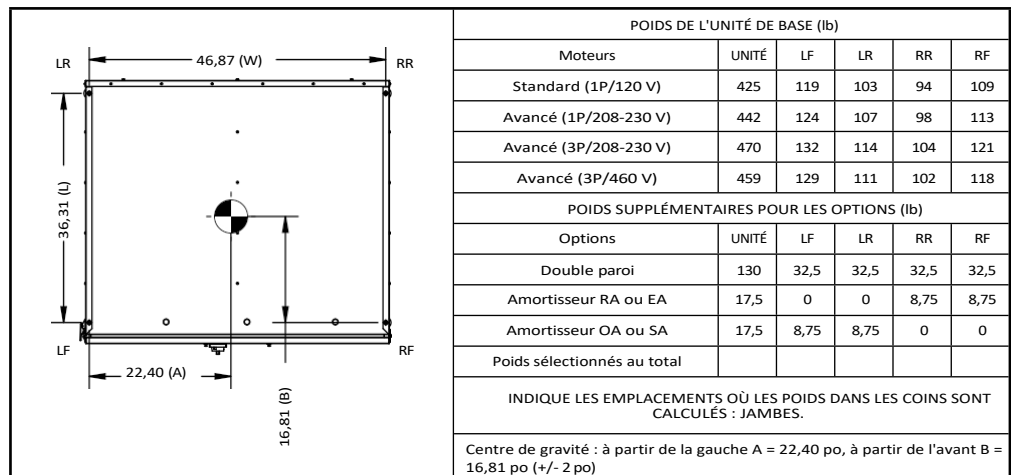 LR
46,87 (W)
RR
36,31 (L)
LF
RF
22,40 (A)
16,81 (B)
POIDS DE L'UNITÉ DE BASE (lb)
Moteurs UNITÉ LF LR RR RF
Standard (1P/120 V) 425 119 103 94 109
Avancé (1P/208-230 V) 442 124 107 98 113
Avancé (3P/208-230 V) 470 132 114 104 121
Avancé (3P/460 V) 459 129 111 102 118
POIDS SUPPLÉMENTAIRES POUR LES OPTIONS (lb)
Options UNITÉ LF LR RR RF
Double paroi 130 32,5 32,5 32,5 32,5
Amortisseur RA ou EA 17,5 0 0 8,75 8,75
Amortisseur OA ou SA 17,5 8,75 8,75 0 0
Poids sélectionnés au total
INDIQUE LES EMPLACEMENTS OÙ LES POIDS DANS LES COINS SONT
CALCULÉS : JAMBES.
Centre de gravité : à partir de la gauche A = 22,40 po, à partir de l'avant B =
16,81 po (+/- 2 po)